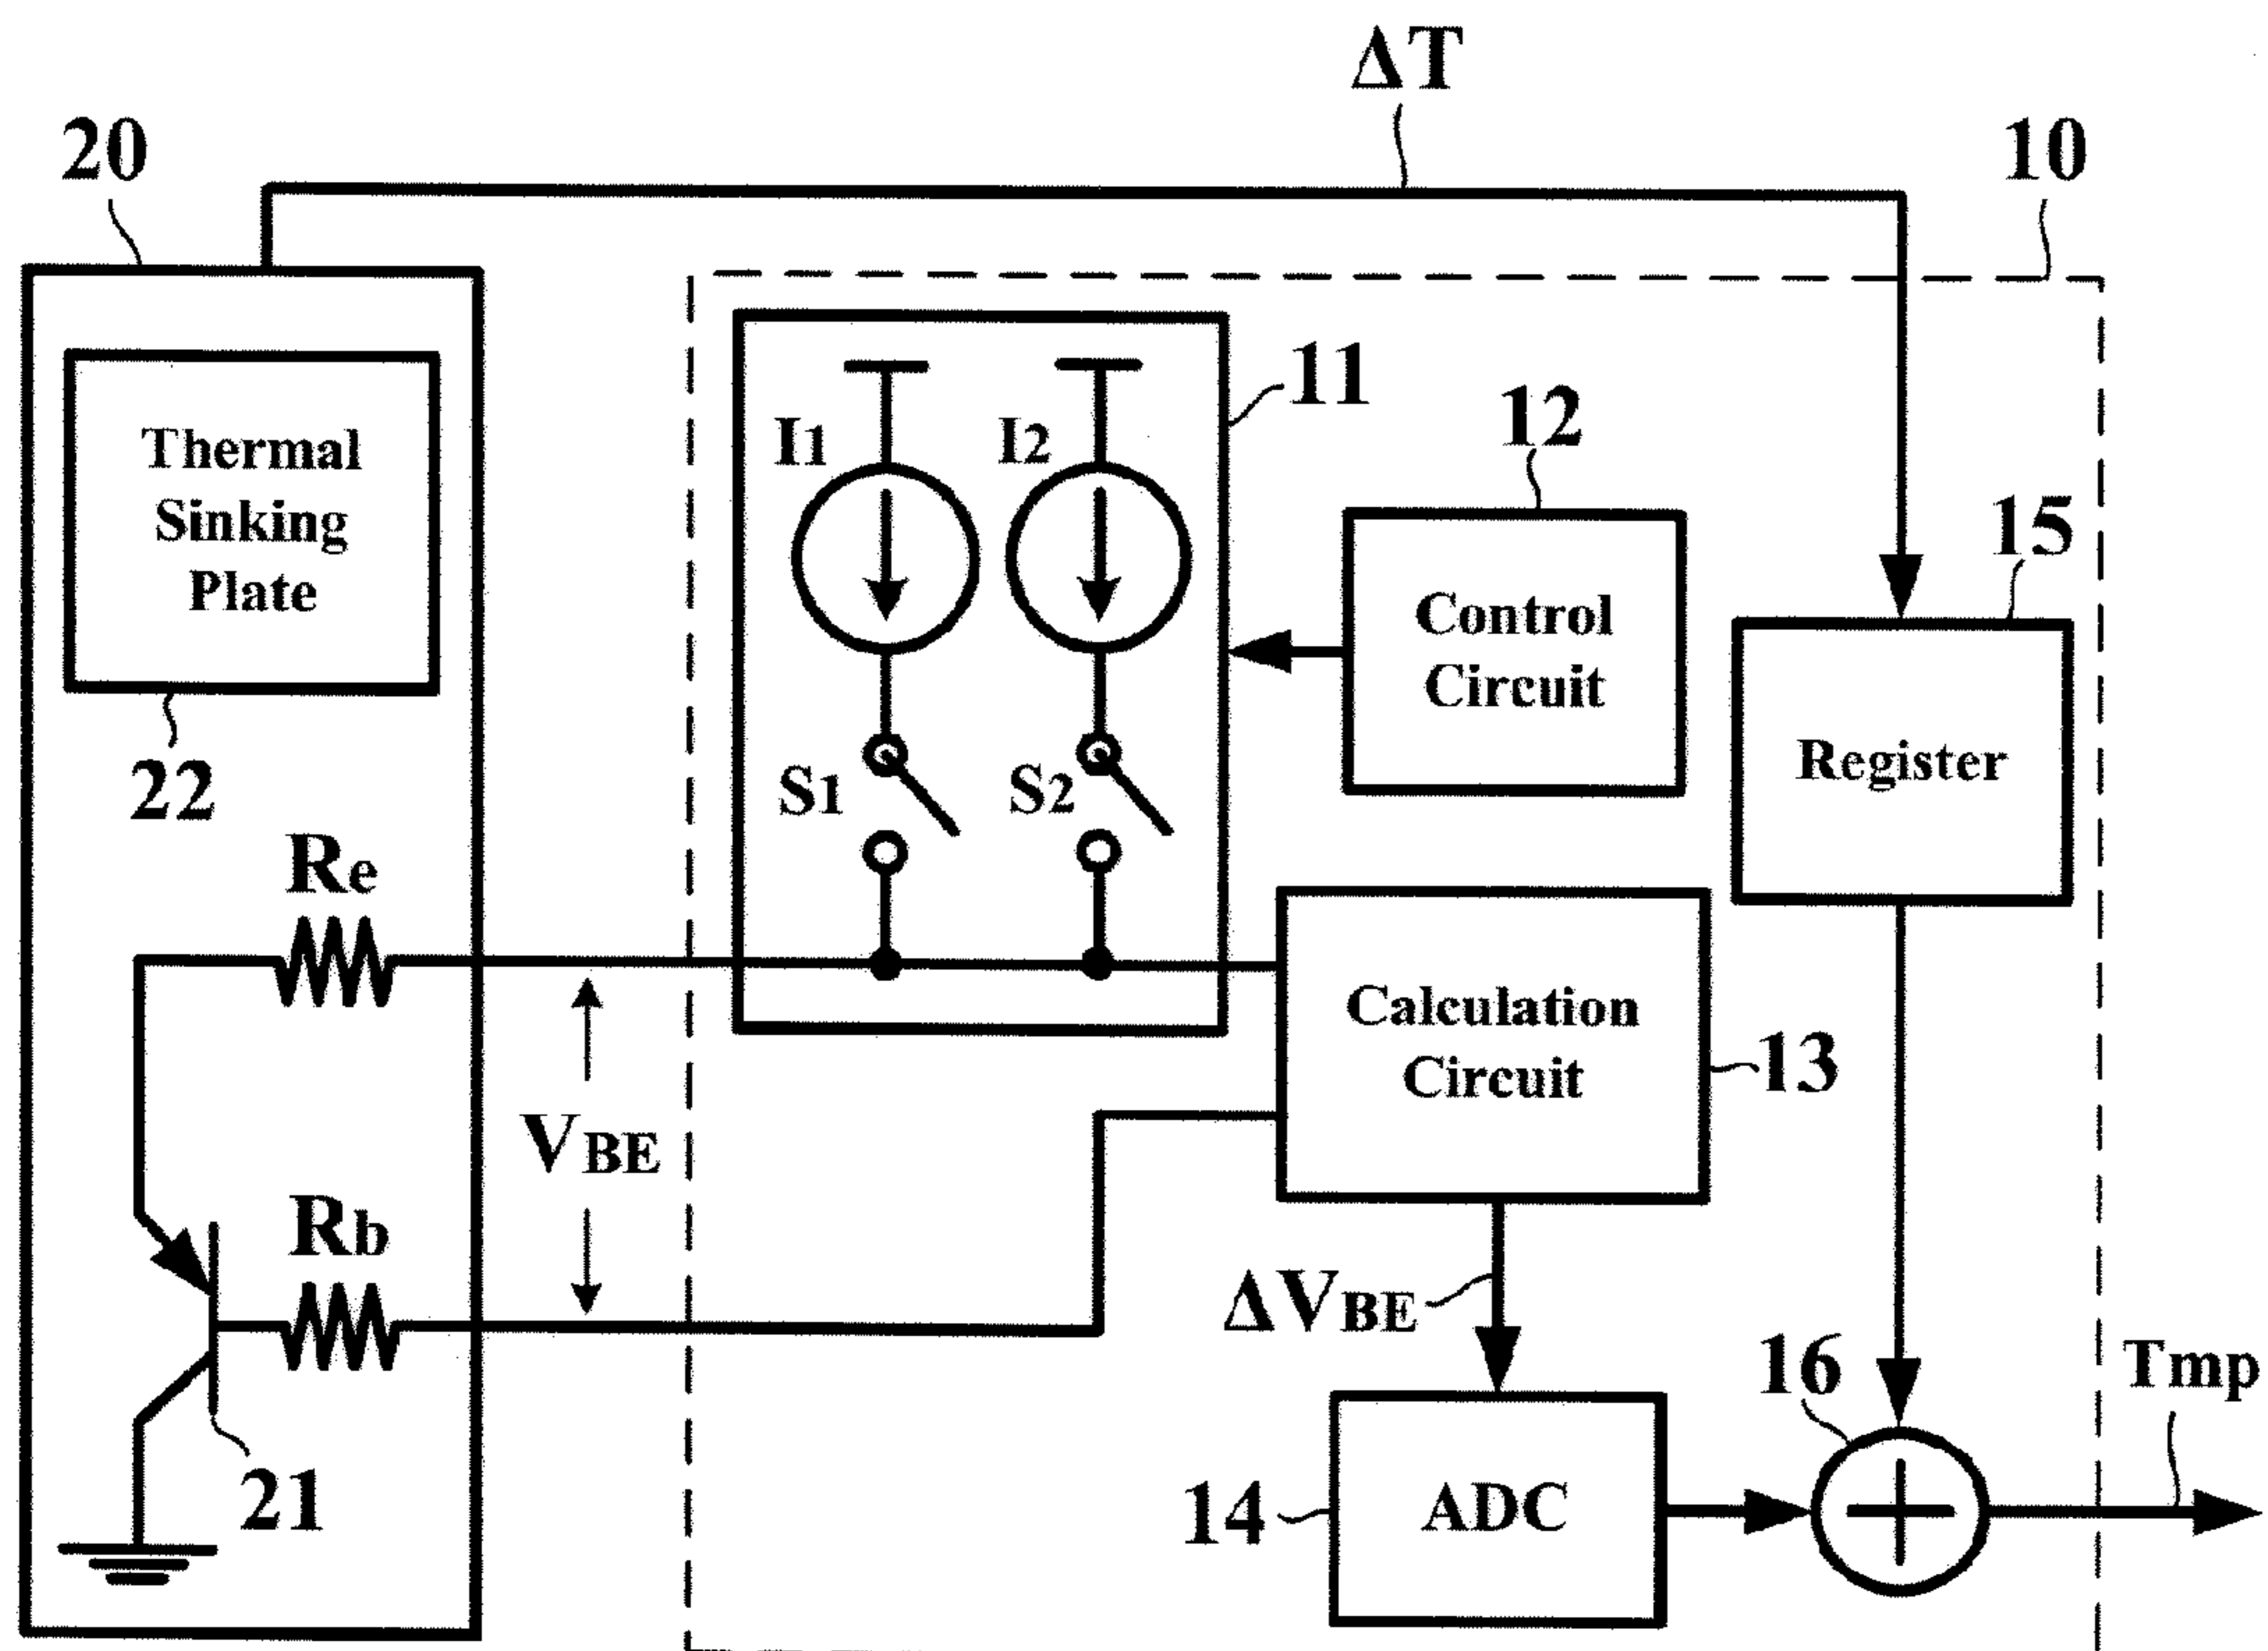 ΔT
20
10
Thermal
Sinking
Plate
22
I1
I2
11
12
Control
Circuit
15
Register
S1
S2
Re
Calculation
Circuit
13
VBE
Rb
ΔVBE
21
14
ADC
16
Tmp